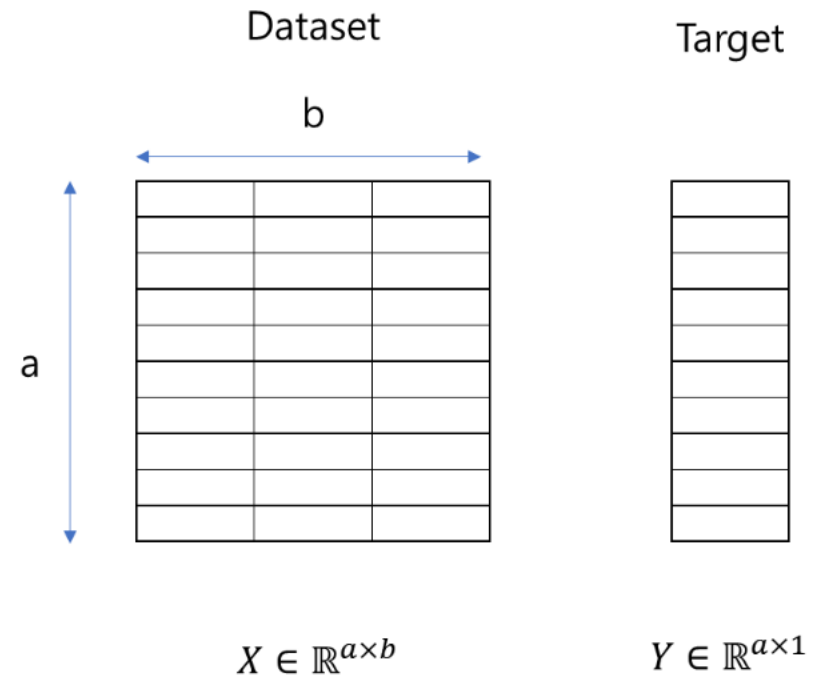 Dataset
Target
b
a
X ∈ ℝ^{a×b}
Y ∈ ℝ^{a×1}